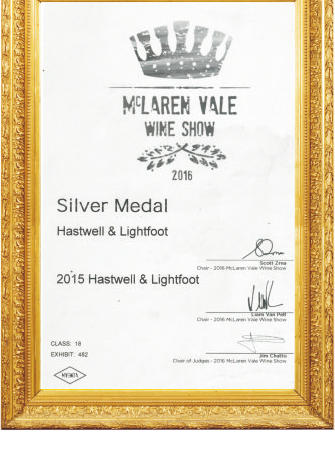 McLAREN VALE
WINE SHOW
2016
Silver Medal
Hastwell & Lightfoot
Scott Zrna
Chair - 2016 McLaren Vale Wine Show
2015 Hastwell & Lightfoot
Liam Van Pelt
Chair - 2016 McLaren Vale Wine Show
CLASS: 18
EXHIBIT: 482
Jim Chatto
Chair of Judges - 2016 McLaren Vale Wine Show